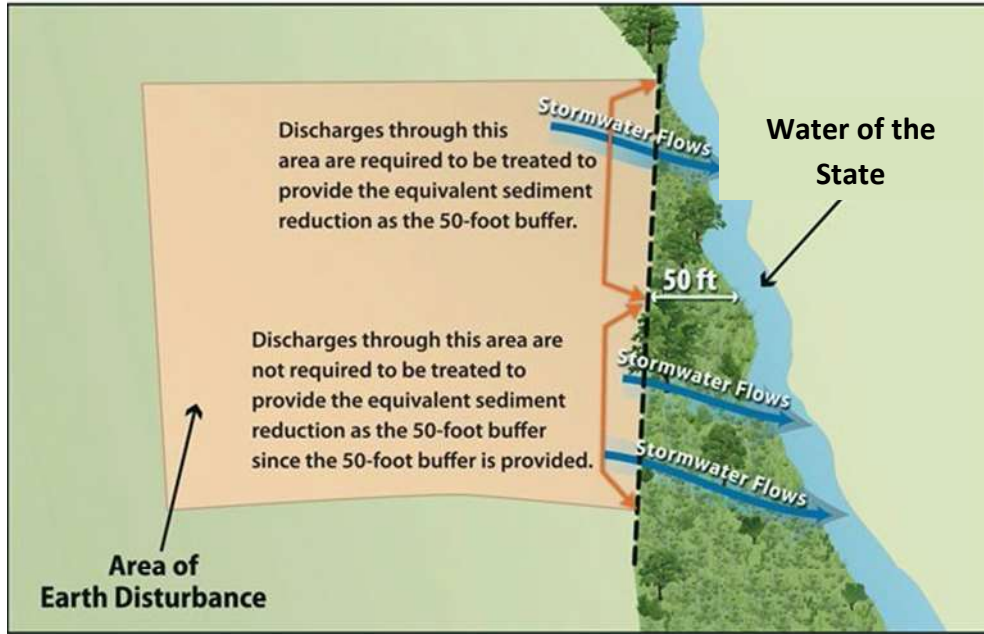 Stormwater Flows
Water of the
State
Discharges through this
area are required to be treated to
provide the equivalent sediment
reduction as the 50-foot buffer.
50 ft
Discharges through this area are
not required to be treated to
provide the equivalent sediment
reduction as the 50-foot buffer
since the 50-foot buffer is provided.
Stormwater Flows
Stormwater Flows
Area of
Earth Disturbance